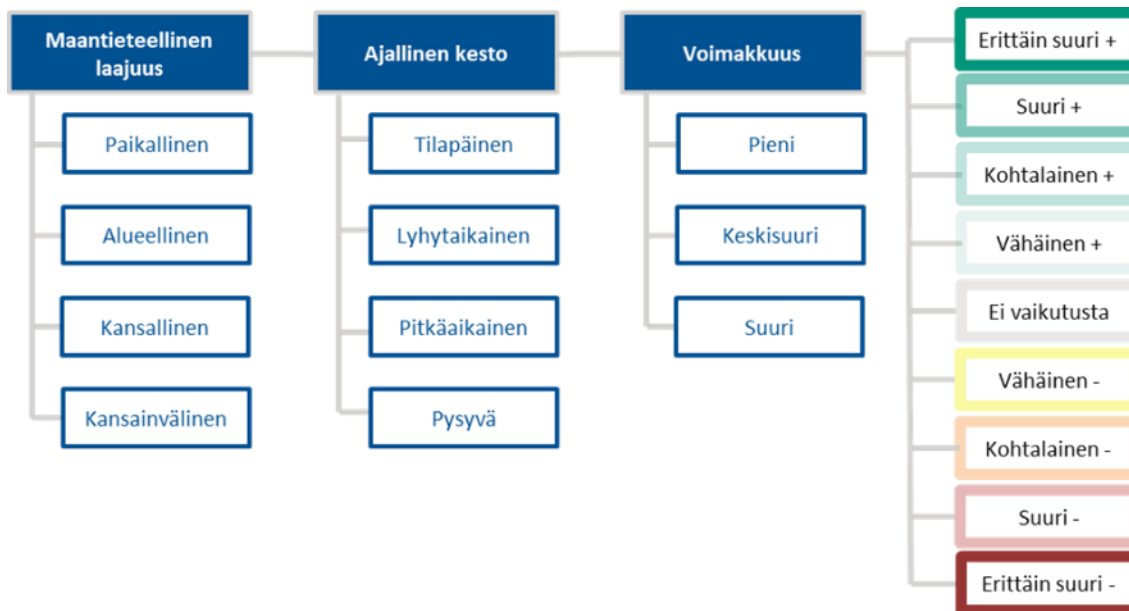 Maantieteellinen
laajuus
Paikallinen
Alueellinen
Kansallinen
Kansainvälinen
Ajallinen kesto
Tilapäinen
Lyhytaikainen
Pitkäaikainen
Pysyvä
Voimakkuus
Pieni
Keskisuuri
Suuri
Erittäin suuri +
Suuri +
Kohtalainen +
Vähäinen +
Ei vaikutusta
Vähäinen -
Kohtalainen -
Suuri -
Erittäin suuri -